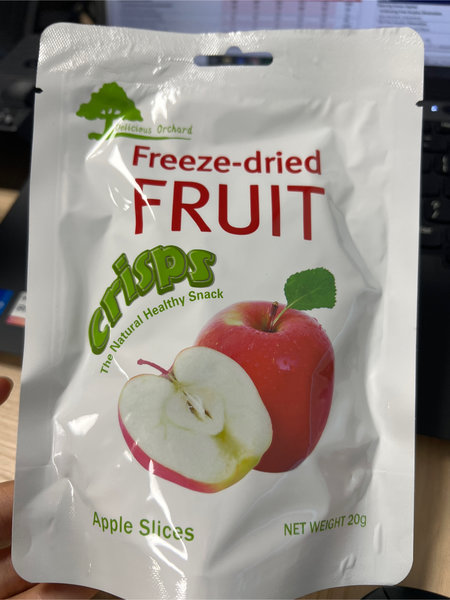 Delicious Orchard
Freeze-dried
FRUIT
crisps
The Natural Healthy Snack
Apple Slices
NET WEIGHT 20g